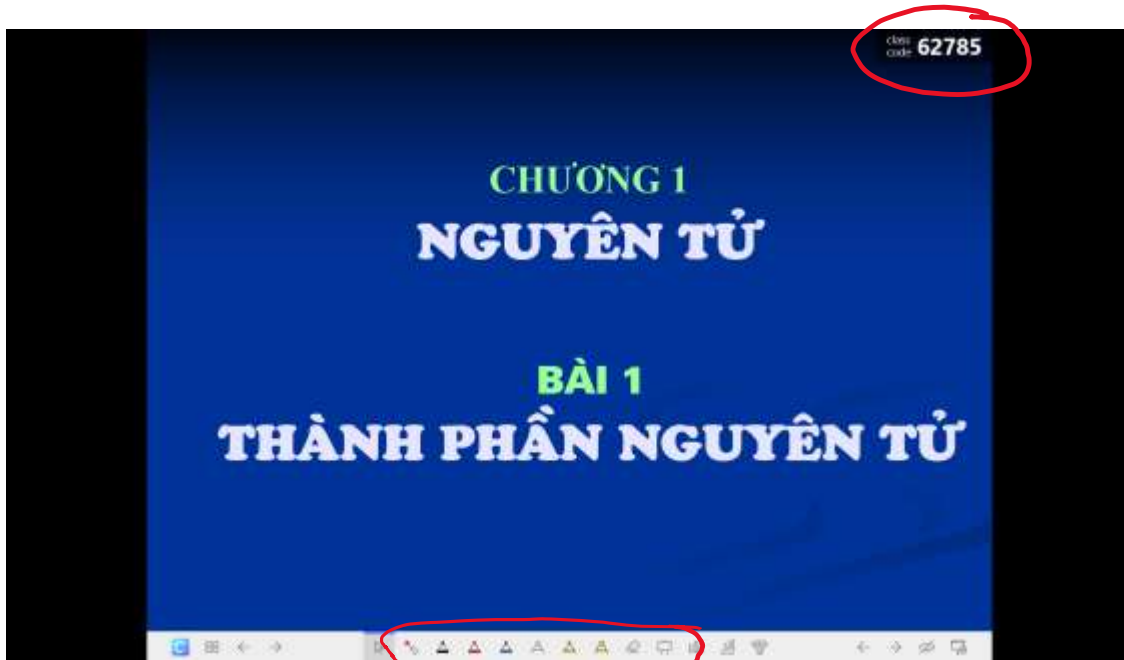 class
code 62785
CHƯƠNG 1
NGUYÊN TỬ
BÀI 1
THÀNH PHẦN NGUYÊN TỬ